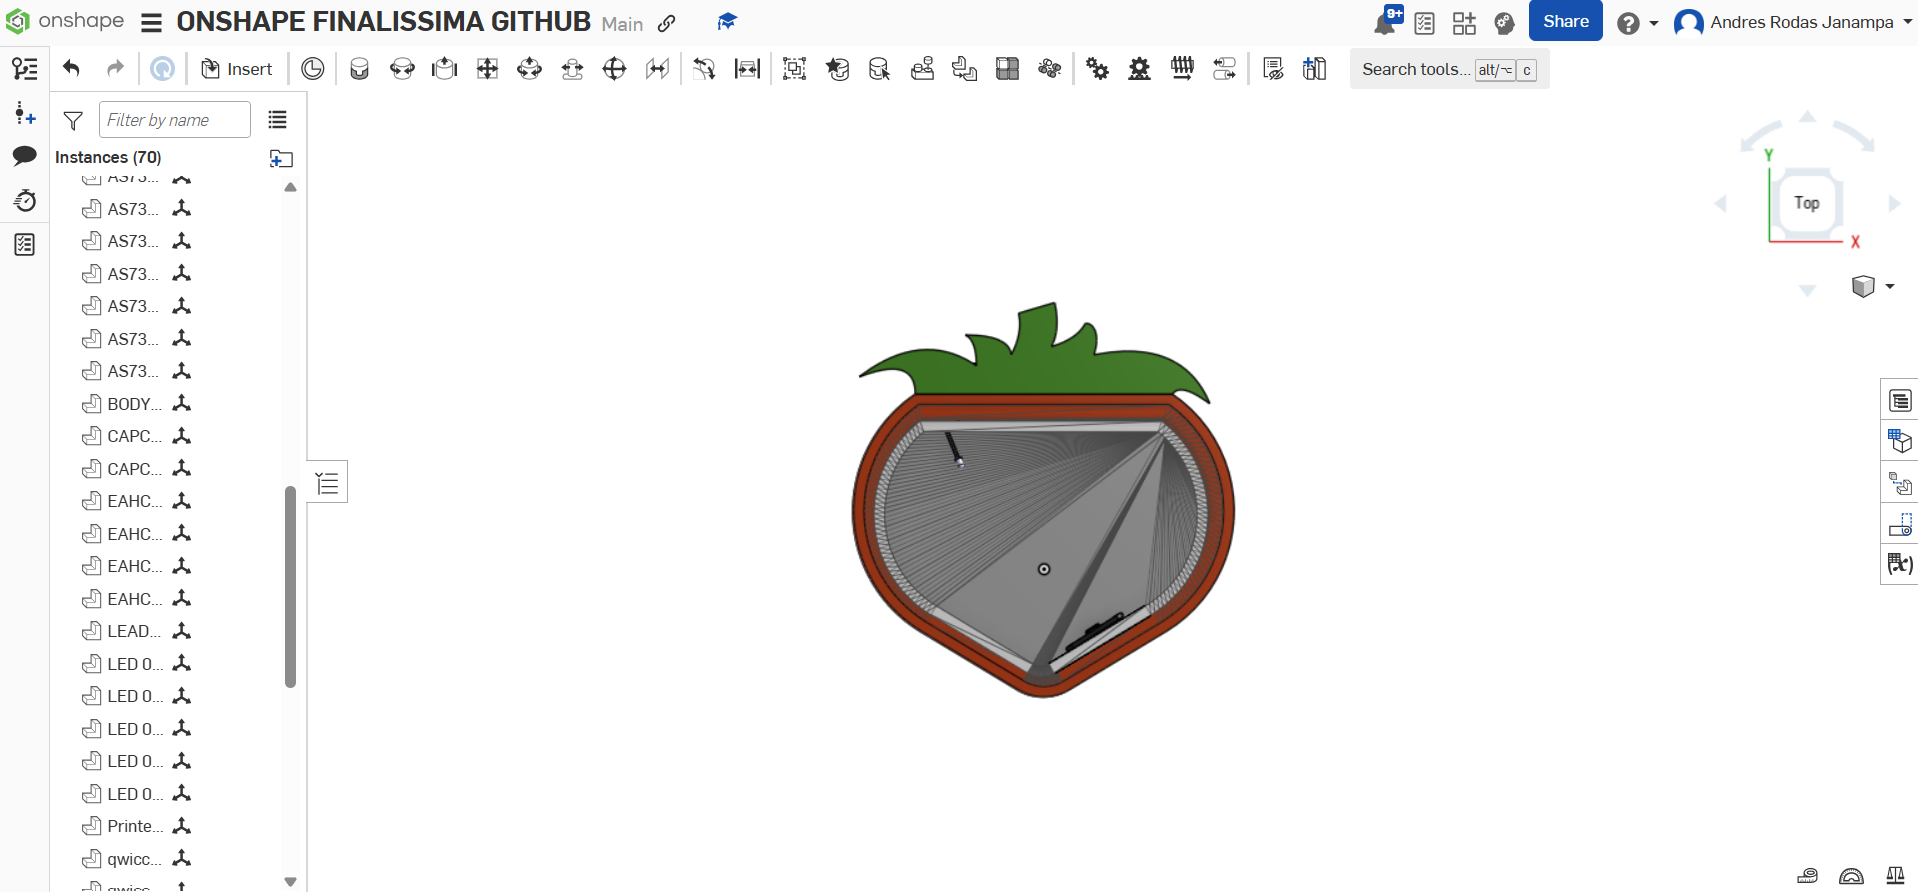 onshape
ONSHAPE FINALISSIMA GITHUB Main
9+
Share
Andres Rodas Janampa
Insert
Search tools... alt/⌥ c
Filter by name
Instances (70)
AS73...
AS73...
AS73...
AS73...
AS73...
AS73...
AS73...
BODY...
CAPC...
CAPC...
EAHC...
EAHC...
EAHC...
EAHC...
LEAD...
LED 0...
LED 0...
LED 0...
LED 0...
LED 0...
Printe...
qwicc...
qwicc...
Y
Top
X
(x)